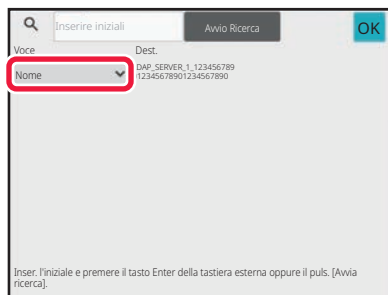 Inserire iniziali
Avvio Ricerca
OK
Voce
Dest.
Nome
DAP_SERVER_1_123456789
012345678901234567890
Inser. l'iniziale e premere il tasto Enter della tastiera esterna oppure il puls. [Avvia
ricerca].